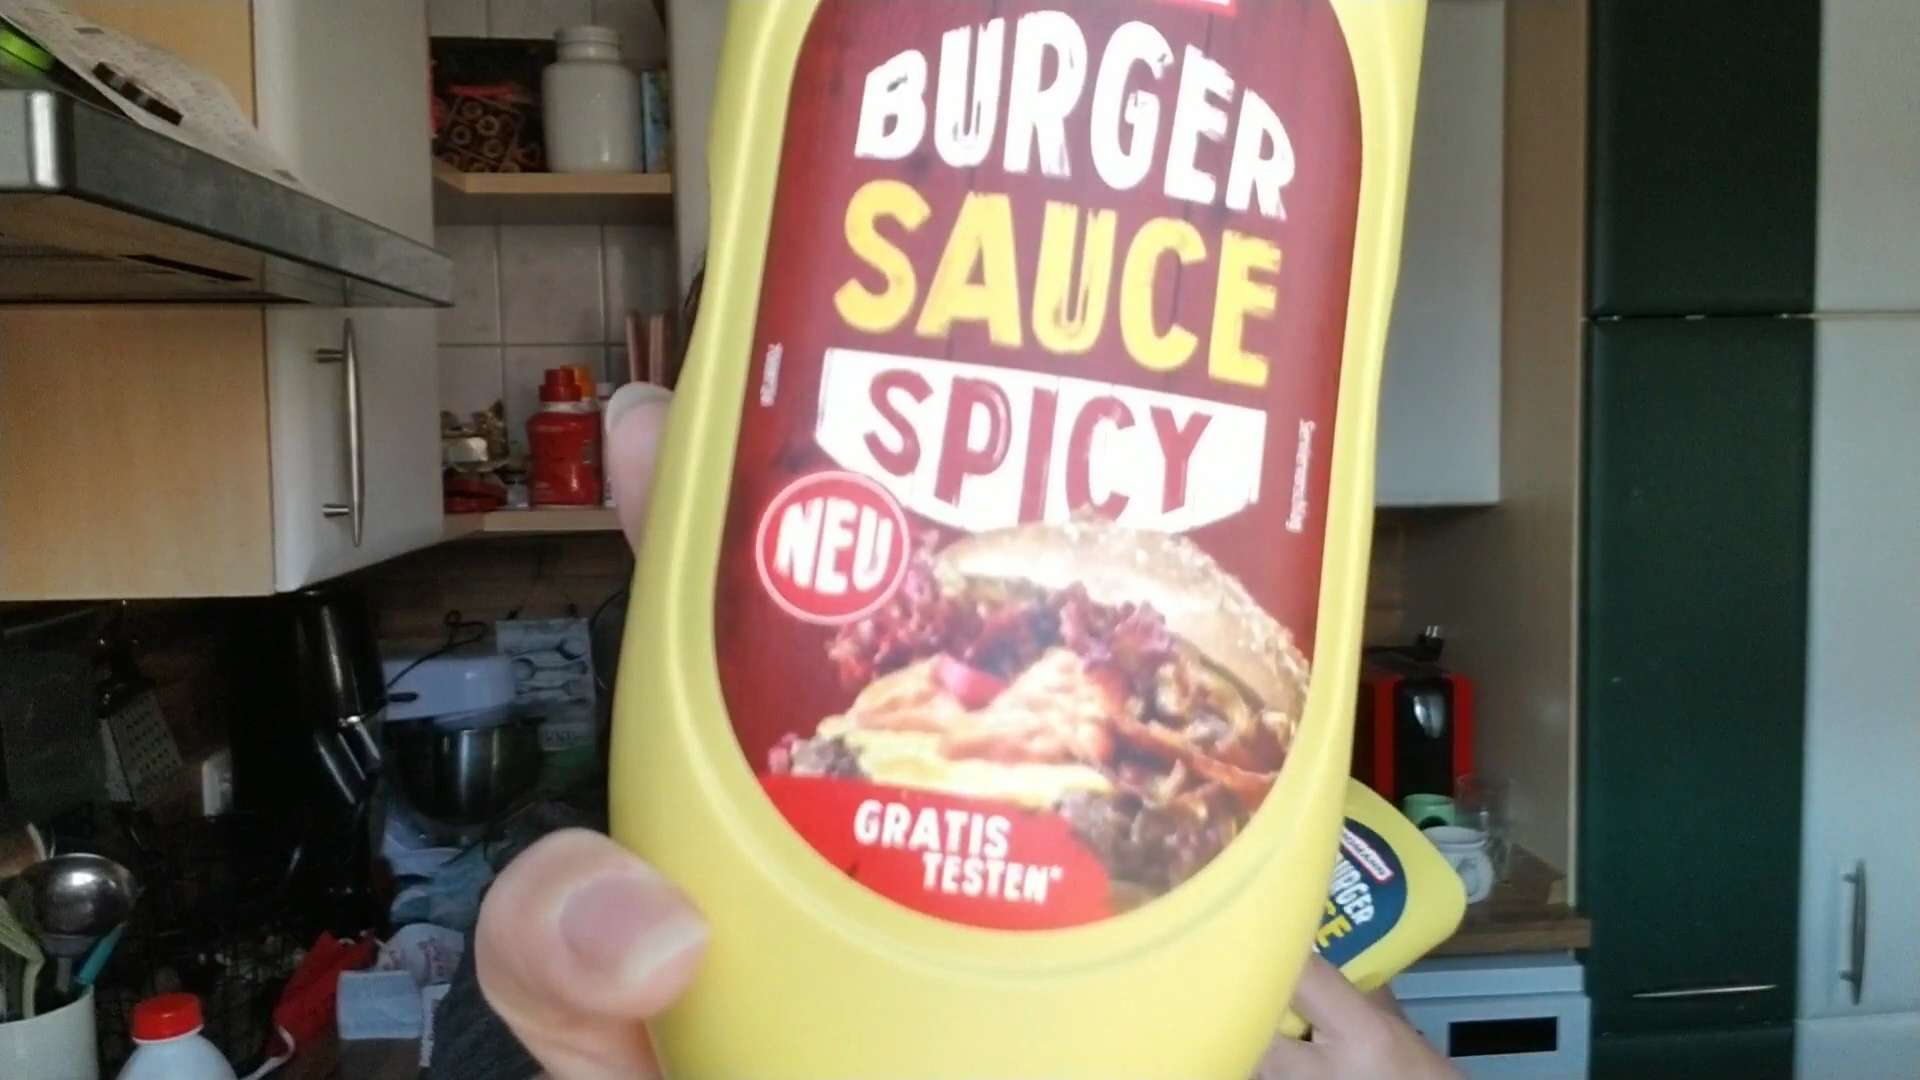 BURGER
SAUCE
SPICY
NEU
GRATIS
TESTEN*
BURGER